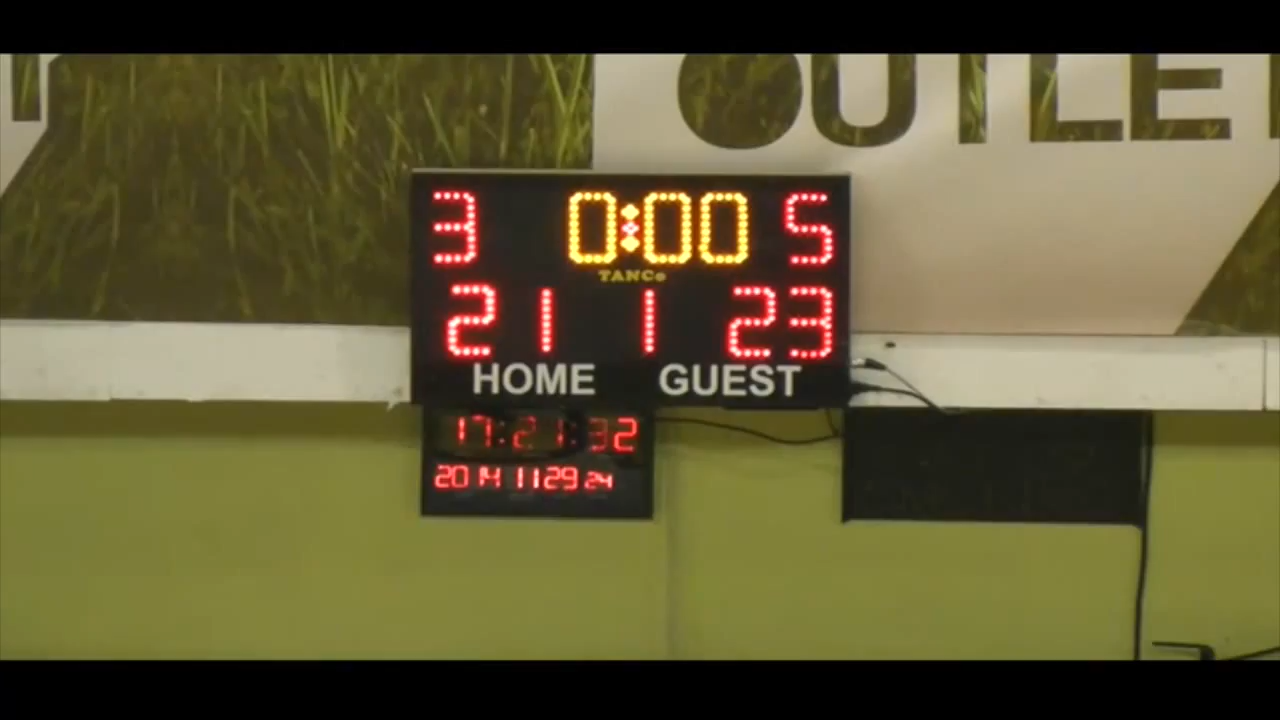 OUTLE
3 0:00 5
TANCo
21 1 23
HOME GUEST
17:21:32
2014 11 29 24